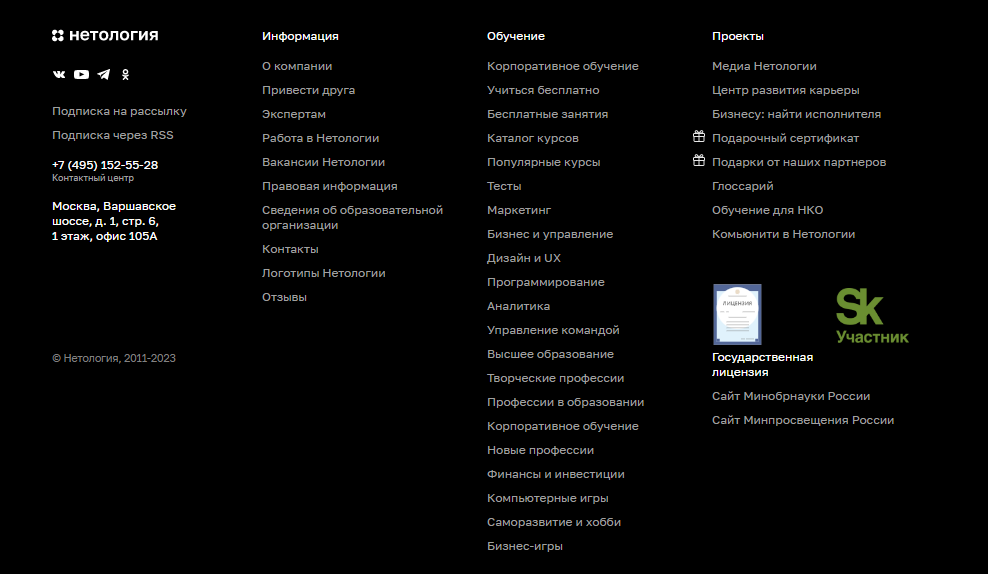 нетология
Подписка на рассылку
Подписка через RSS
+7 (495) 152-55-28
Контактный центр
Москва, Варшавское
шоссе, д. 1, стр. 6,
1 этаж, офис 105А
© Нетология, 2011-2023
Информация
О компании
Привести друга
Экспертам
Работа в Нетологии
Вакансии Нетологии
Правовая информация
Сведения об образовательной
организации
Контакты
Логотипы Нетологии
Отзывы
Обучение
Корпоративное обучение
Учиться бесплатно
Бесплатные занятия
Каталог курсов
Популярные курсы
Тесты
Маркетинг
Бизнес и управление
Дизайн и UX
Программирование
Аналитика
Управление командой
Высшее образование
Творческие профессии
Профессии в образовании
Корпоративное обучение
Новые профессии
Финансы и инвестиции
Компьютерные игры
Саморазвитие и хобби
Бизнес-игры
Проекты
Медиа Нетологии
Центр развития карьеры
Бизнесу: найти исполнителя
Подарочный сертификат
Подарки от наших партнеров
Глоссарий
Обучение для НКО
Комьюнити в Нетологии
ЛИЦЕНЗИЯ
Sk
Участник
Государственная
лицензия
Сайт Минобрнауки России
Сайт Минпросвещения России